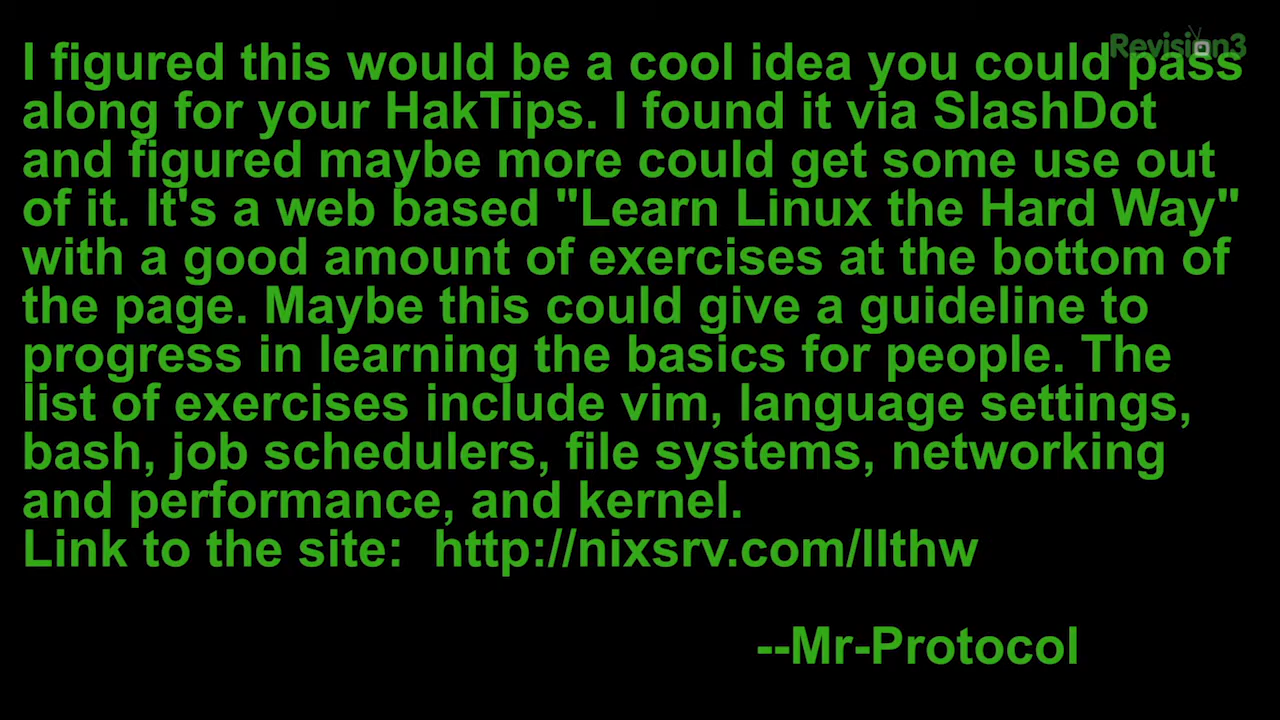 Revision3
I figured this would be a cool idea you could pass
along for your HakTips. I found it via SlashDot
and figured maybe more could get some use out
of it. It's a web based "Learn Linux the Hard Way"
with a good amount of exercises at the bottom of
the page. Maybe this could give a guideline to
progress in learning the basics for people. The
list of exercises include vim, language settings,
bash, job schedulers, file systems, networking
and performance, and kernel.
Link to the site:  http://nixsrv.com/llthw
--Mr-Protocol